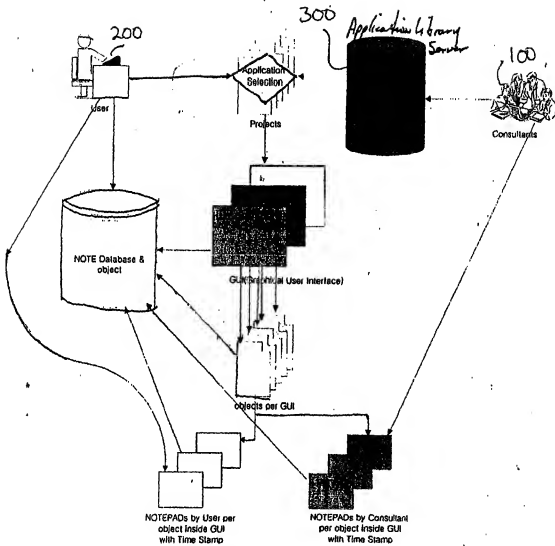 200
300
Application Library
Server
100
User
Application
Selection
Projects
Consultants
NOTE Database &
object
GUI(Graphical User Interface)
objects per GUI
NOTEPADs by User per
object Inside GUI
with Time Stamp
NOTEPADs by Consultant
per object Inside GUI
with Time Stamp